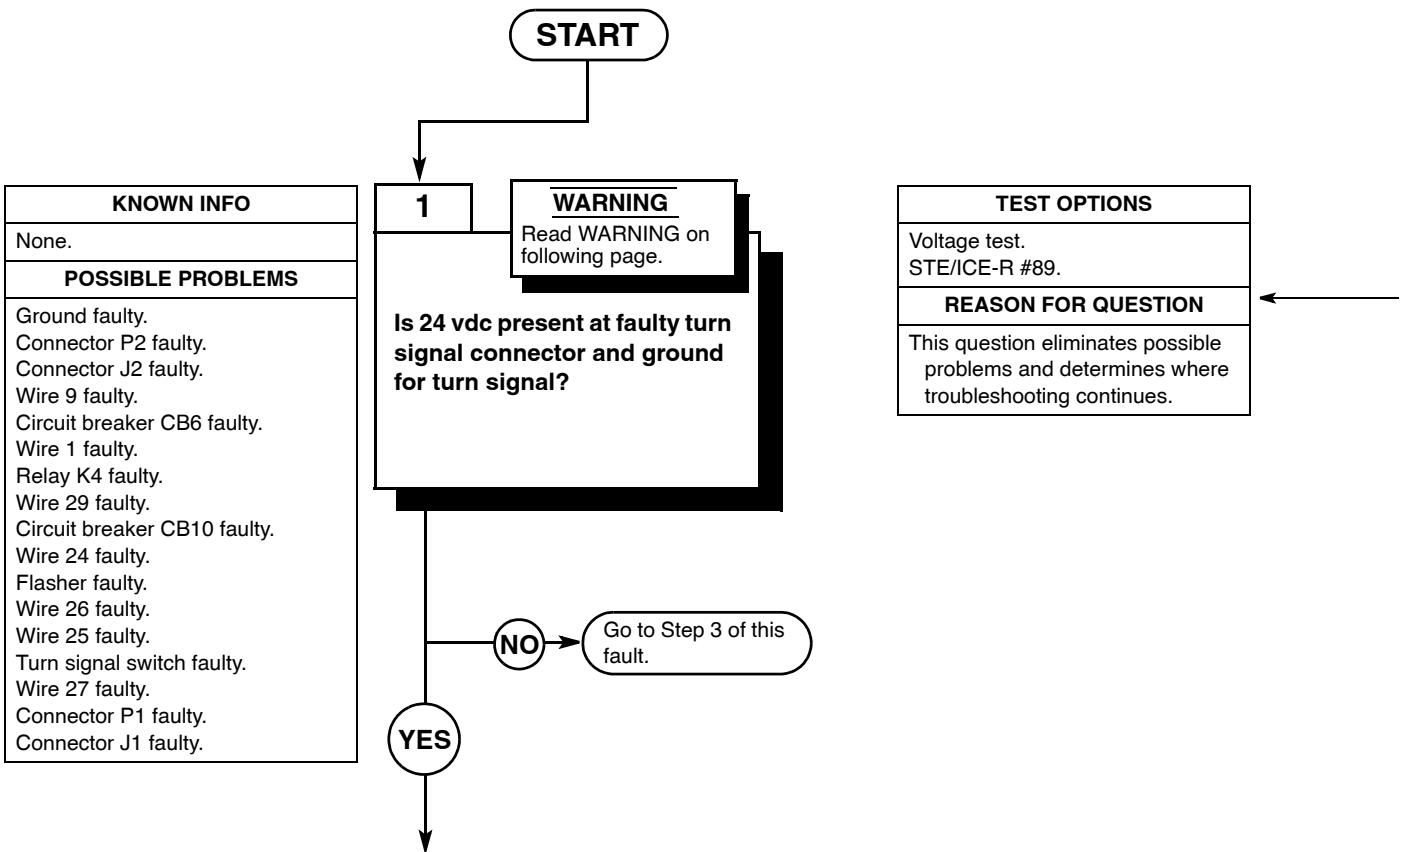 START
KNOWN INFO
None.
POSSIBLE PROBLEMS
Ground faulty.
Connector P2 faulty.
Connector J2 faulty.
Wire 9 faulty.
Circuit breaker CB6 faulty.
Wire 1 faulty.
Relay K4 faulty.
Wire 29 faulty.
Circuit breaker CB10 faulty.
Wire 24 faulty.
Flasher faulty.
Wire 26 faulty.
Wire 25 faulty.
Turn signal switch faulty.
Wire 27 faulty.
Connector P1 faulty.
Connector J1 faulty.
1
WARNING
Read WARNING on
following page.
Is 24 vdc present at faulty turn
signal connector and ground
for turn signal?
NO
Go to Step 3 of this
fault.
YES
TEST OPTIONS
Voltage test.
STE/ICE-R #89.
REASON FOR QUESTION
This question eliminates possible
problems and determines where
troubleshooting continues.